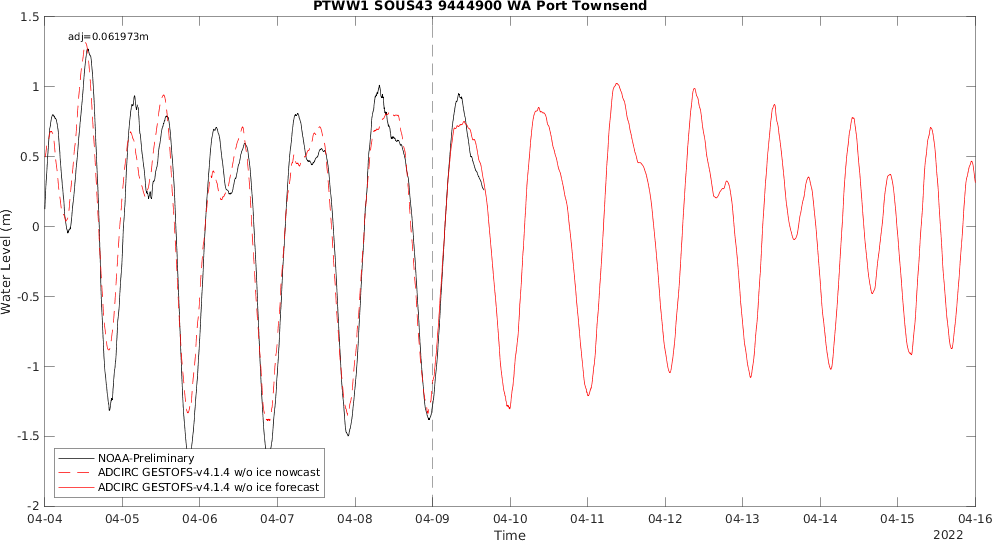 PTWW1 SOUS43 9444900 WA Port Townsend
adj=0.061973m
1.5
1
0.5
0
-0.5
-1
-1.5
-2
Water Level (m)
NOAA-Preliminary
ADCIRC GESTOFS-v4.1.4 w/o ice nowcast
ADCIRC GESTOFS-v4.1.4 w/o ice forecast
04-04 04-05 04-06 04-07 04-08 04-09 04-10 04-11 04-12 04-13 04-14 04-15 04-16
Time
2022